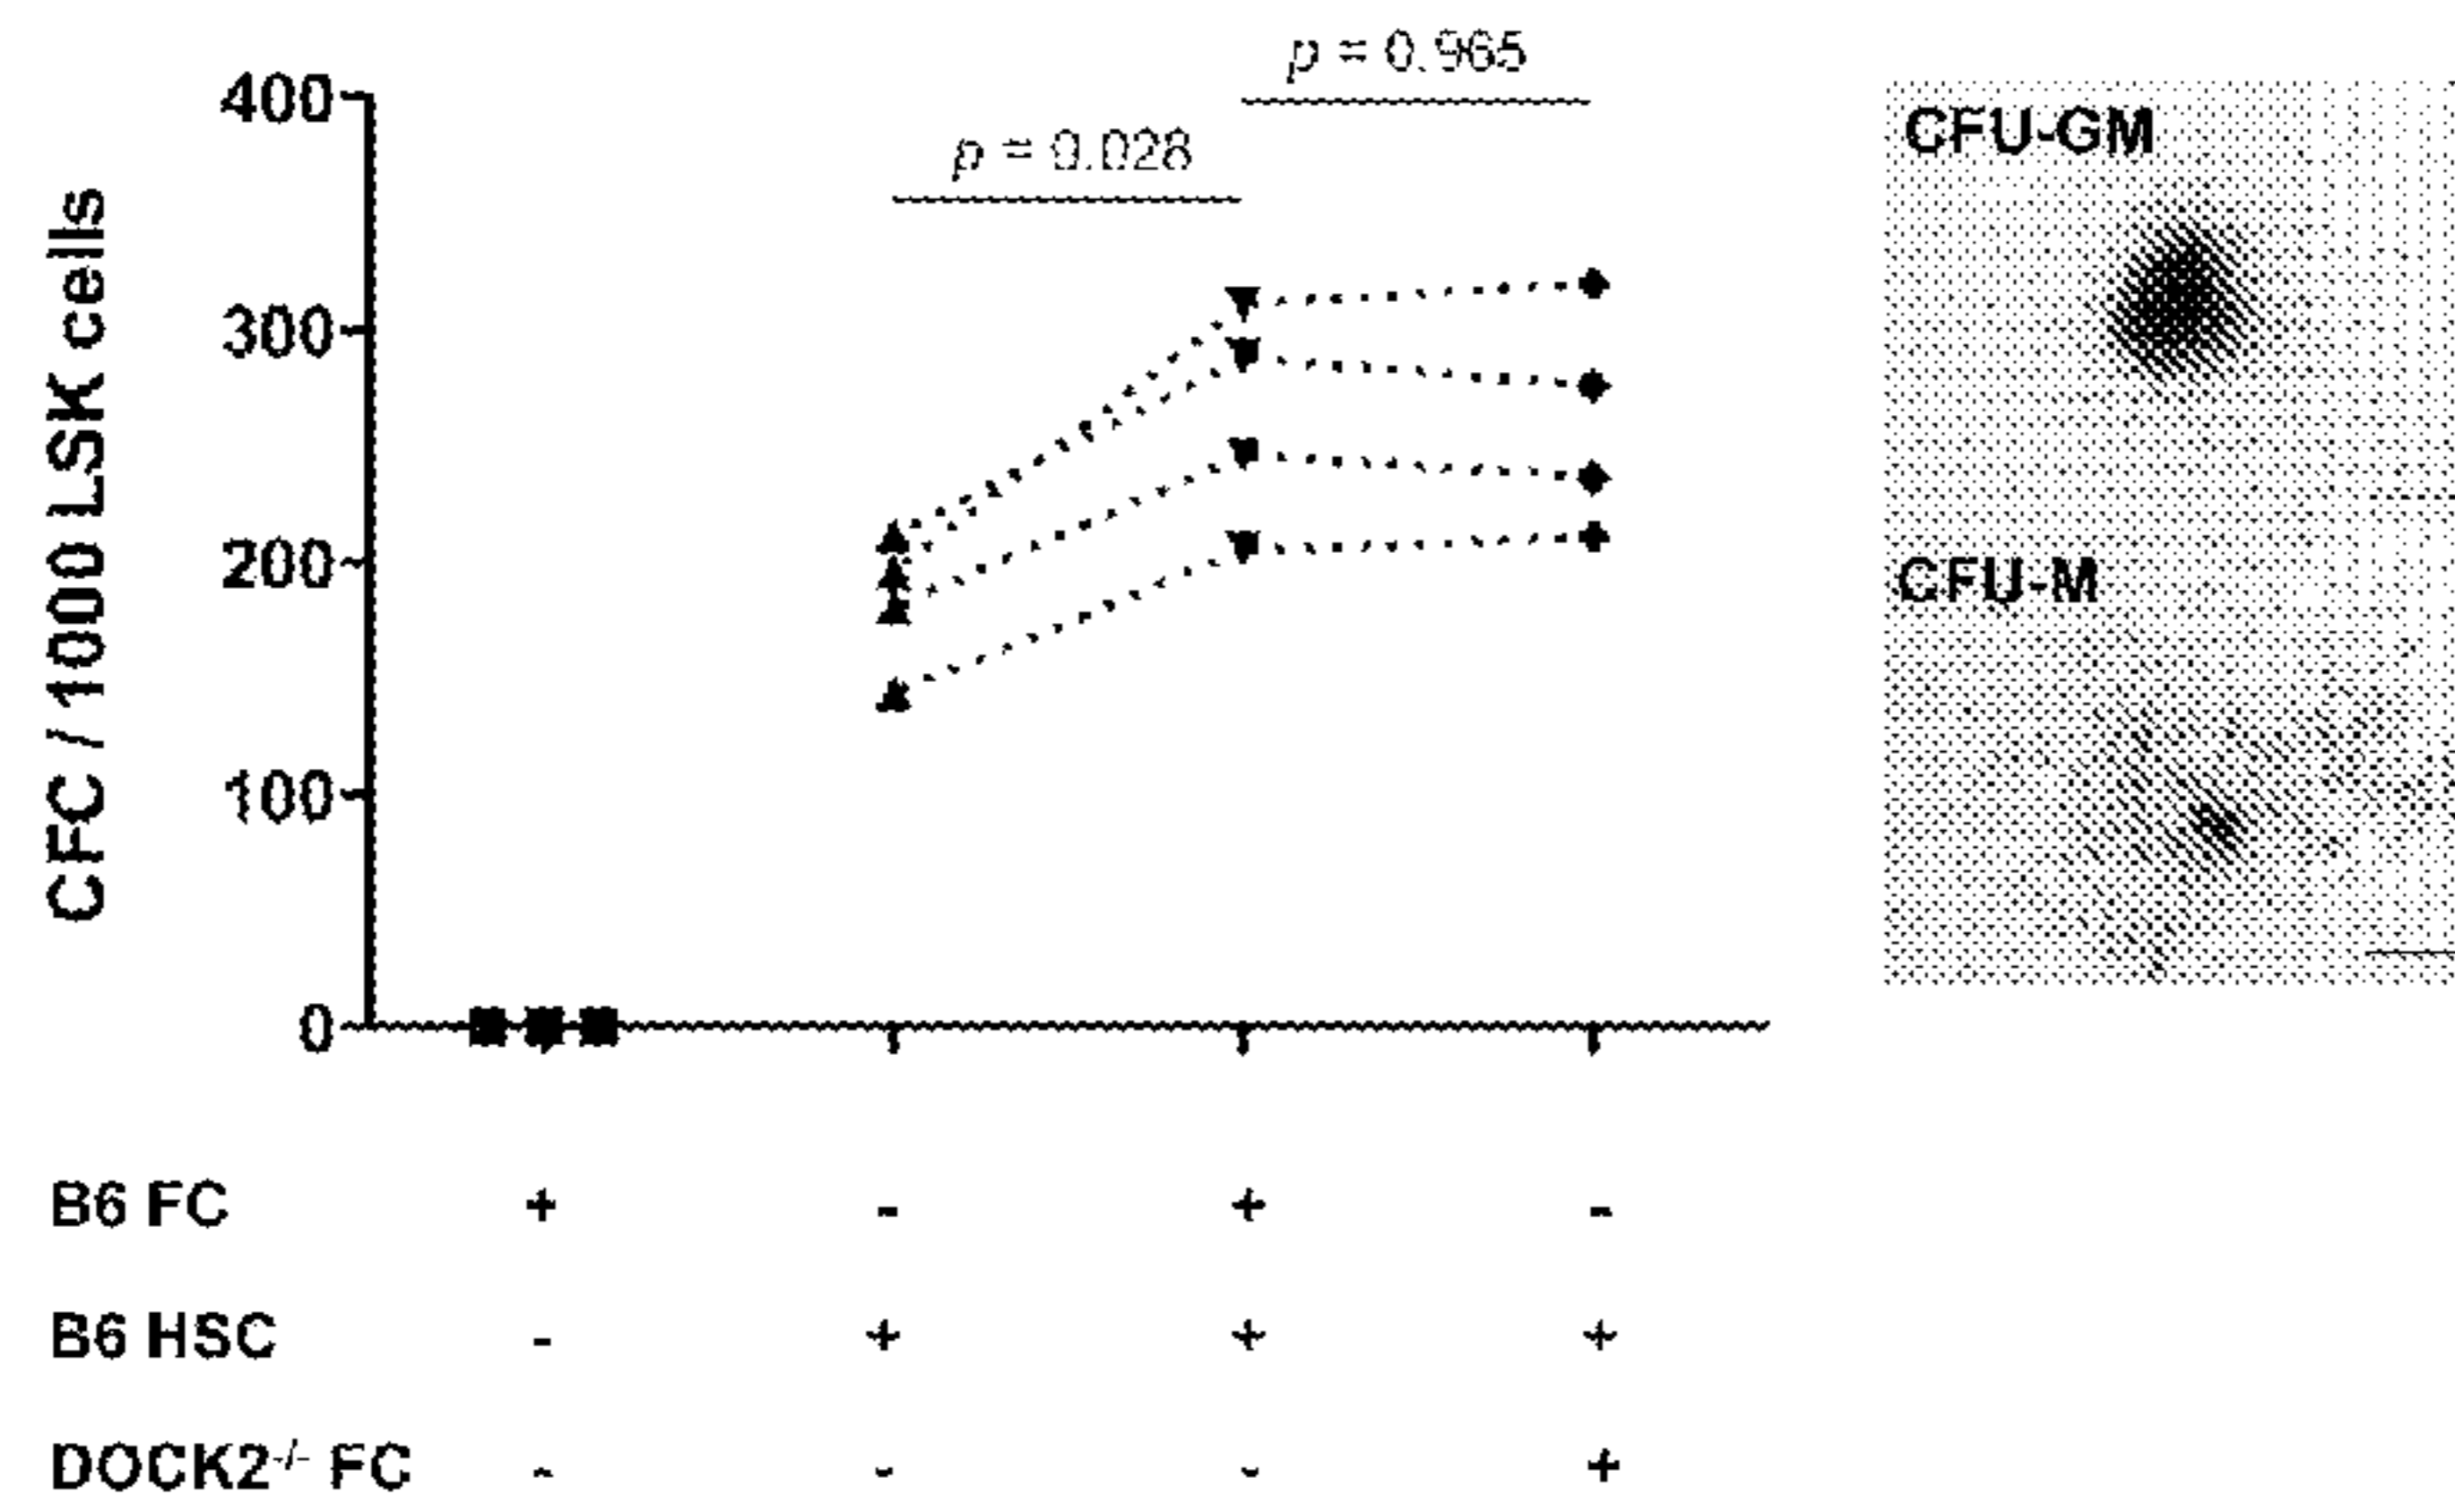 p = 0.965
p = 0.028
400
300
200
100
0
CFC / 1000 LSK cells
CFU-GM
CFU-M
B6 FC + - + -
B6 HSC - + + +
DOCK2-/- FC - - - +